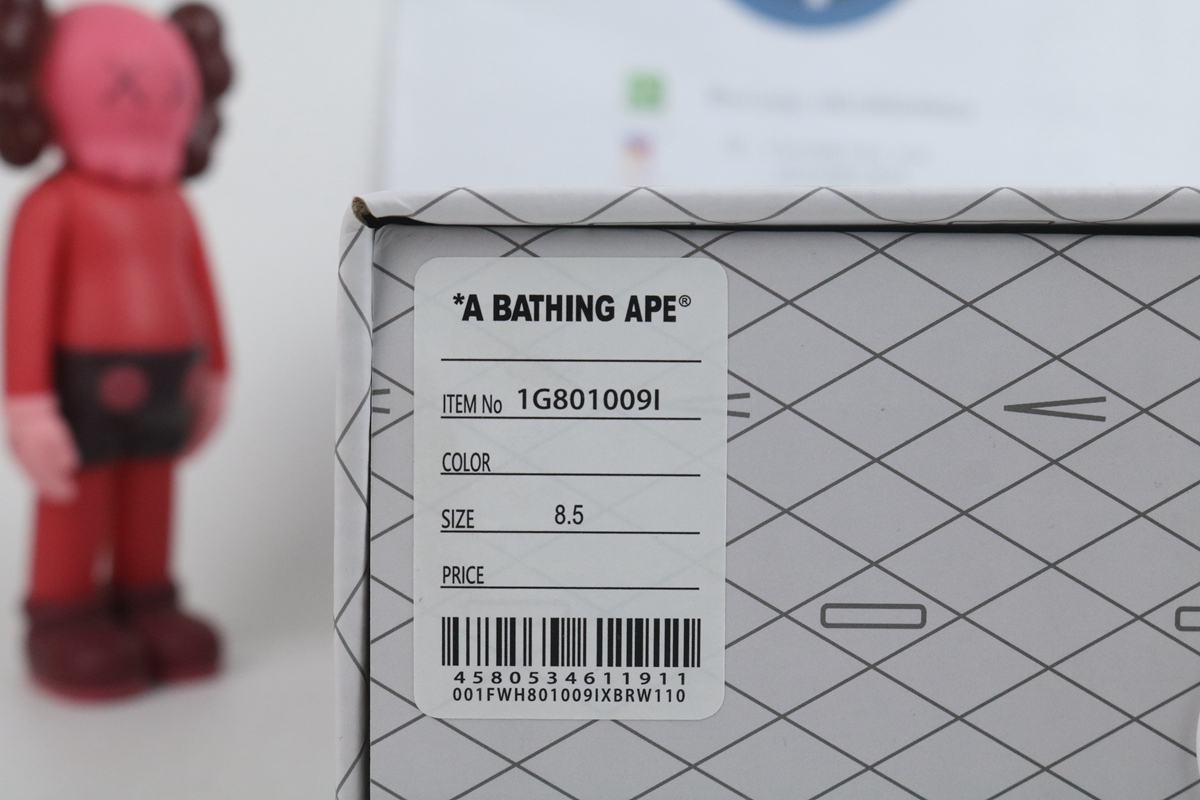 *A BATHING APE®
ITEM No 1G801009I
COLOR
SIZE 8.5
PRICE
4580534611911
001FWH801009IXBRW110